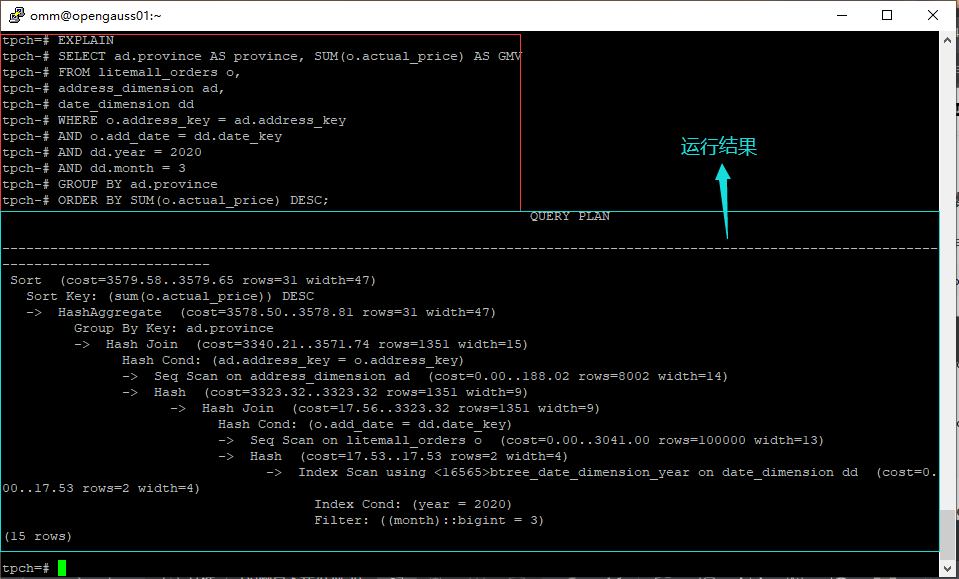 omm@opengauss01:~
tpch=# EXPLAIN
tpch-# SELECT ad.province AS province, SUM(o.actual_price) AS GMV
tpch-# FROM litemall_orders o,
tpch-# address_dimension ad,
tpch-# date_dimension dd
tpch-# WHERE o.address_key = ad.address_key
tpch-# AND o.add_date = dd.date_key
tpch-# AND dd.year = 2020
tpch-# AND dd.month = 3
tpch-# GROUP BY ad.province
tpch-# ORDER BY SUM(o.actual_price) DESC;
运行结果
QUERY PLAN
---------------------------------------------------------------------------------------------------------------------
--------------------------
Sort  (cost=3579.58..3579.65 rows=31 width=47)
Sort Key: (sum(o.actual_price)) DESC
->  HashAggregate  (cost=3578.50..3578.81 rows=31 width=47)
Group By Key: ad.province
->  Hash Join  (cost=3340.21..3571.74 rows=1351 width=15)
Hash Cond: (ad.address_key = o.address_key)
->  Seq Scan on address_dimension ad  (cost=0.00..188.02 rows=8002 width=14)
->  Hash  (cost=3323.32..3323.32 rows=1351 width=9)
->  Hash Join  (cost=17.56..3323.32 rows=1351 width=9)
Hash Cond: (o.add_date = dd.date_key)
->  Seq Scan on litemall_orders o  (cost=0.00..3041.00 rows=100000 width=13)
->  Hash  (cost=17.53..17.53 rows=2 width=4)
->  Index Scan using <16565>btree_date_dimension_year on date_dimension dd  (cost=0.
00..17.53 rows=2 width=4)
Index Cond: (year = 2020)
Filter: ((month)::bigint = 3)
(15 rows)
tpch=#